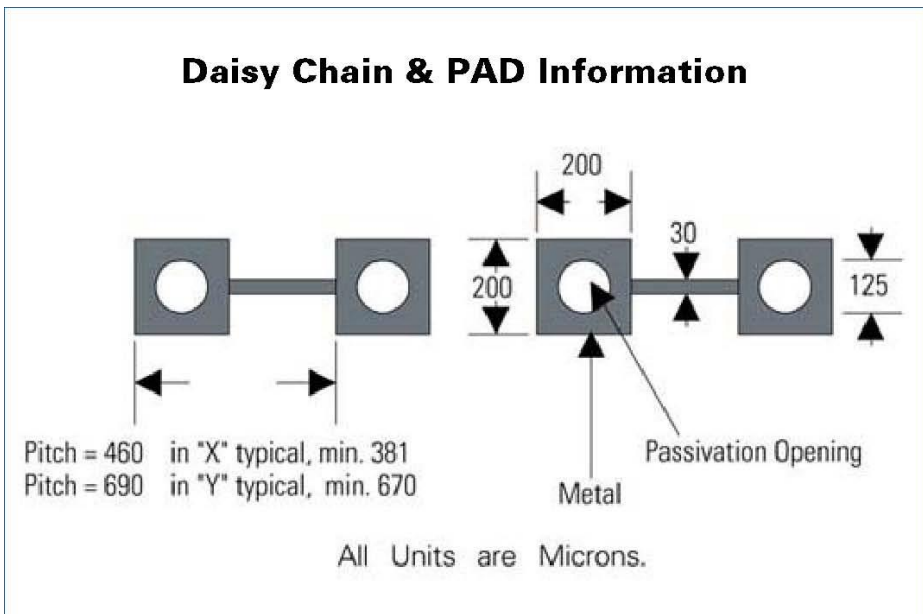 Daisy Chain & PAD Information
200
30
200
125
Pitch = 460 in "X" typical, min. 381
Pitch = 690 in "Y" typical, min. 670
Passivation Opening
Metal
All Units are Microns.